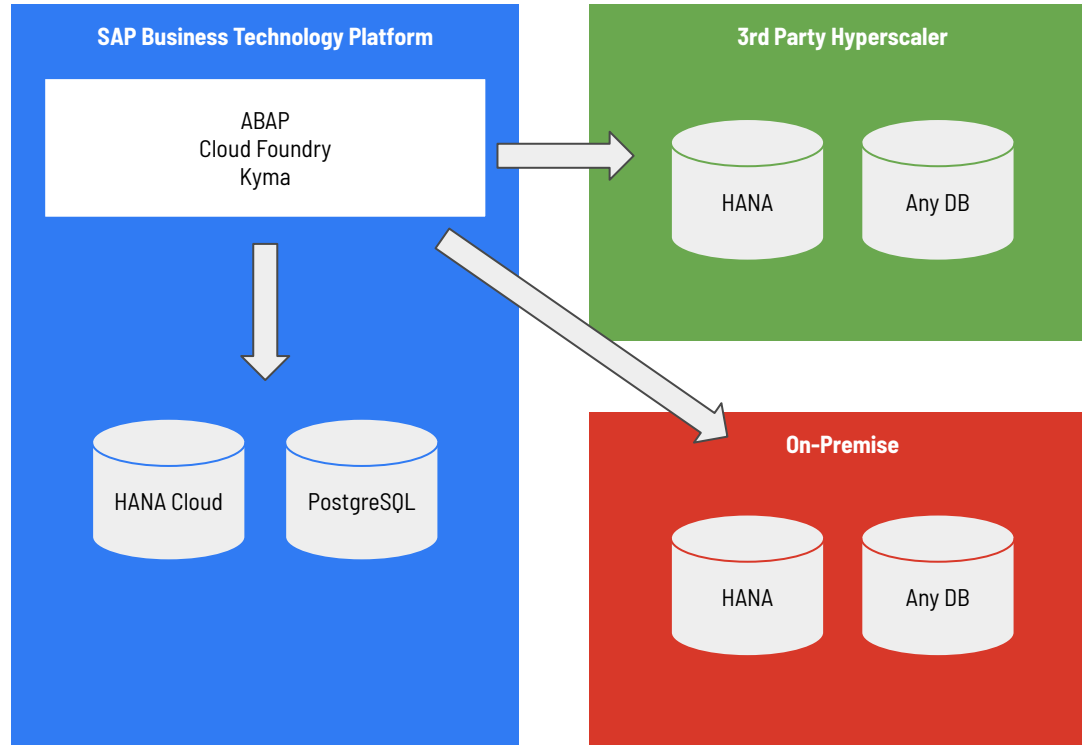 SAP Business Technology Platform
ABAP
Cloud Foundry
Kyma
HANA Cloud
PostgreSQL
3rd Party Hyperscaler
HANA
Any DB
On-Premise
HANA
Any DB